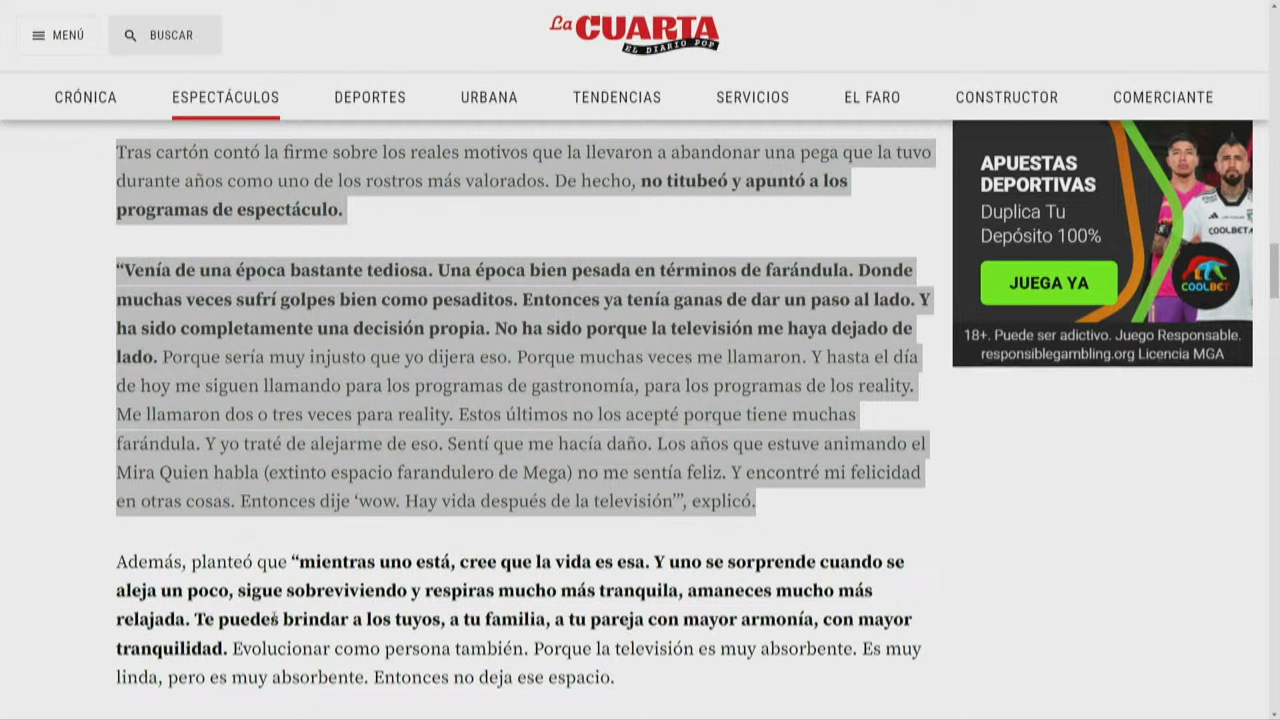 MENÚ
BUSCAR
La CUARTA
EL DIARIO POP
CRÓNICA
ESPECTÁCULOS
DEPORTES
URBANA
TENDENCIAS
SERVICIOS
EL FARO
CONSTRUCTOR
COMERCIANTE
Tras cartón contó la firme sobre los reales motivos que la llevaron a abandonar una pega que la tuvo
durante años como uno de los rostros más valorados. De hecho, no titubeó y apuntó a los
programas de espectáculo.
“Venía de una época bastante tediosa. Una época bien pesada en términos de farándula. Donde
muchas veces sufrí golpes bien como pesaditos. Entonces ya tenía ganas de dar un paso al lado. Y
ha sido completamente una decisión propia. No ha sido porque la televisión me haya dejado de
lado. Porque sería muy injusto que yo dijera eso. Porque muchas veces me llamaron. Y hasta el día
de hoy me siguen llamando para los programas de gastronomía, para los programas de los reality.
Me llamaron dos o tres veces para reality. Estos últimos no los acepté porque tiene muchas
farándula. Y yo traté de alejarme de eso. Sentí que me hacía daño. Los años que estuve animando el
Mira Quien habla (extinto espacio farandulero de Mega) no me sentía feliz. Y encontré mi felicidad
en otras cosas. Entonces dije ‘wow. Hay vida después de la televisión’”, explicó.
Además, planteó que “mientras uno está, cree que la vida es esa. Y uno se sorprende cuando se
aleja un poco, sigue sobreviviendo y respiras mucho más tranquila, amaneces mucho más
relajada. Te puedes brindar a los tuyos, a tu familia, a tu pareja con mayor armonía, con mayor
tranquilidad. Evolucionar como persona también. Porque la televisión es muy absorbente. Es muy
linda, pero es muy absorbente. Entonces no deja ese espacio.
APUESTAS
DEPORTIVAS
Duplica Tu
Depósito 100%
JUEGA YA
COOLBET
COOLBET
18+. Puede ser adictivo. Juego Responsable.
responsiblegambling.org Licencia MGA